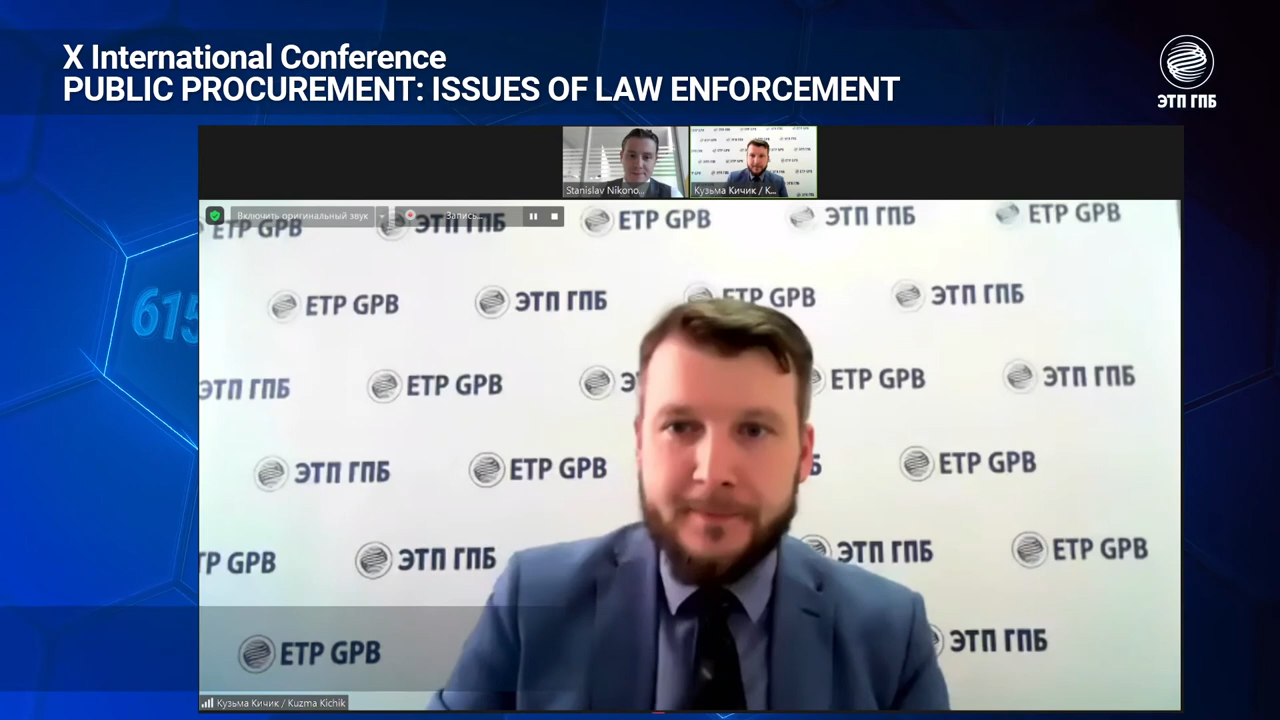 X International Conference
PUBLIC PROCUREMENT: ISSUES OF LAW ENFORCEMENT
ЭТП ГПБ
Stanislav Nikono...
Кузьма Кичик / К...
Включить оригинальный звук
Запись...
ETP GPB ЭТП ГПБ ETP GPB ЭТП ГПБ ETP GPB
ETP GPB ЭТП ГПБ ETP GPB ЭТП ГПБ
615
ЭТП ГПБ ETP GPB Э ETP GPB ЭТП ГПБ
ЭТП ГПБ ETP GPB Б ETP GPB
TP GPB ЭТП ГПБ ЭТП ГПБ ETP GPB
ETP GPB ЭТП ГПБ
Кузьма Кичик / Kuzma Kichik